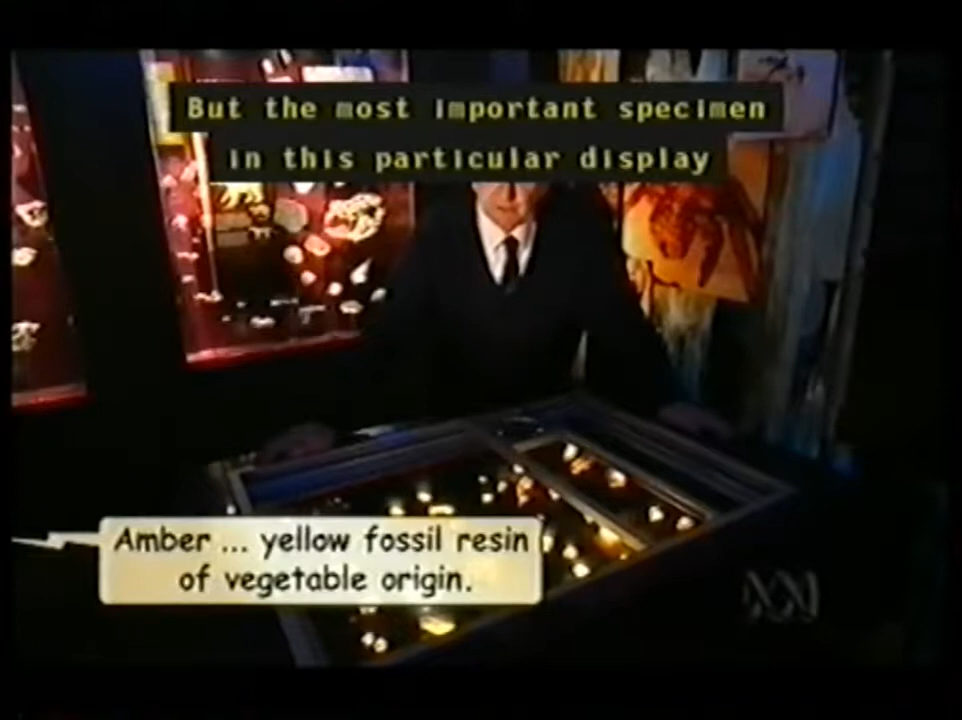 But the most important specimen
in this particular display
Amber ... yellow fossil resin
of vegetable origin.